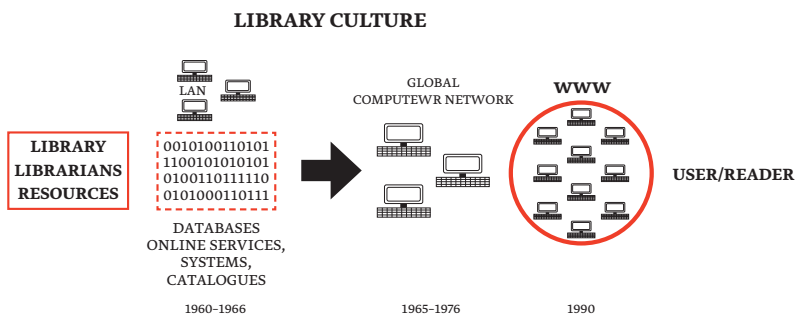 LIBRARY CULTURE
LAN
GLOBAL
COMPUTEWR NETWORK
WWW
LIBRARY
LIBRARIANS
RESOURCES
0010100110101
1100101010101
0100110111110
0101000110111
USER/READER
DATABASES
ONLINE SERVICES,
SYSTEMS,
CATALOGUES
1960–1966
1965–1976
1990